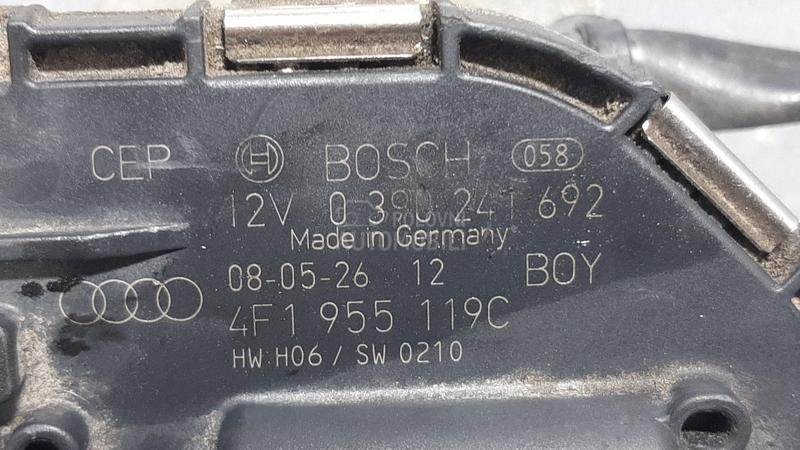 CEP BOSCH 058
12V 0 390 241 692
Made in Germany
08-05-26 12 BOY
4F1 955 119C
HW:H06 / SW 0210